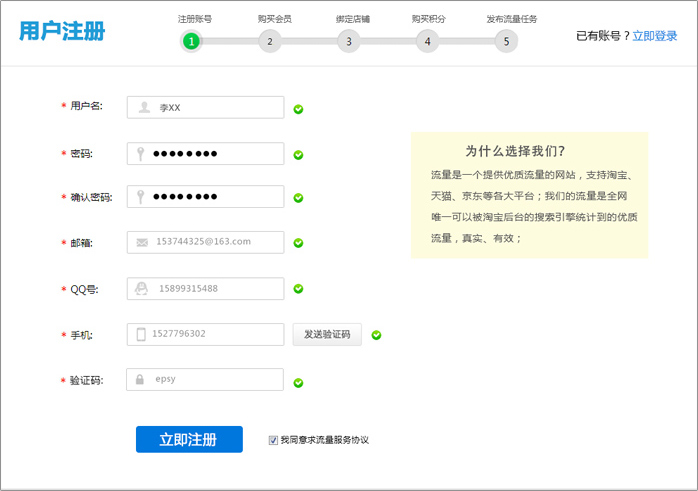 用户注册
注册账号 购买会员 绑定店铺 购买积分 发布流量任务
1 2 3 4 5
已有账号？立即登录
* 用户名: 李XX
* 密码: ●●●●●●●●
* 确认密码: ●●●●●●●●
* 邮箱: 153744325@163.com
* QQ号: 15899315488
* 手机: 1527796302 发送验证码
* 验证码: epsy
立即注册 我同意求流量服务协议
为什么选择我们？
流量是一个提供优质流量的网站，支持淘宝、
天猫、京东等各大平台；我们的流量是全网
唯一可以被淘宝后台的搜索引擎统计到的优质
流量，真实、有效；